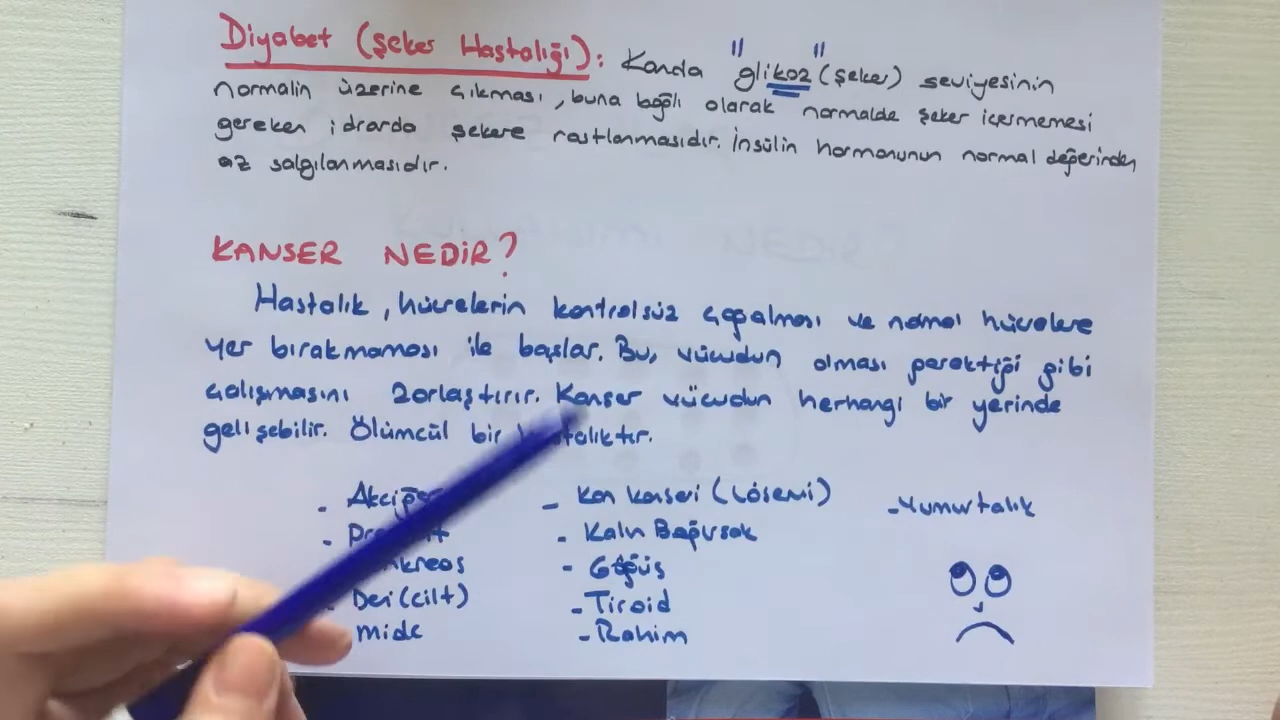 Diyabet (Şeker Hastalığı): Kanda "glikoz" (şeker) seviyesinin
normalin üzerine çıkması, buna bağlı olarak normalde şeker içermemesi
gereken idrarda şekere rastlanmasıdır. İnsülin hormonunun normal değerinden
az salgılanmasıdır.
KANSER NEDİR?
Hastalık, hücrelerin kontrolsüz çoğalması ve normal hücrelere
yer bırakmaması ile başlar. Bu, vücudun olması gerektiği gibi
çalışmasını zorlaştırır. Kanser vücudun herhangi bir yerinde
gelişebilir. Ölümcül bir
- Kan kanseri (Lösemi)
- Yumurtalık
- Kalın Bağırsak
- Göğüs
- Deri (cilt)
- Tiroid
mide
- Rahim